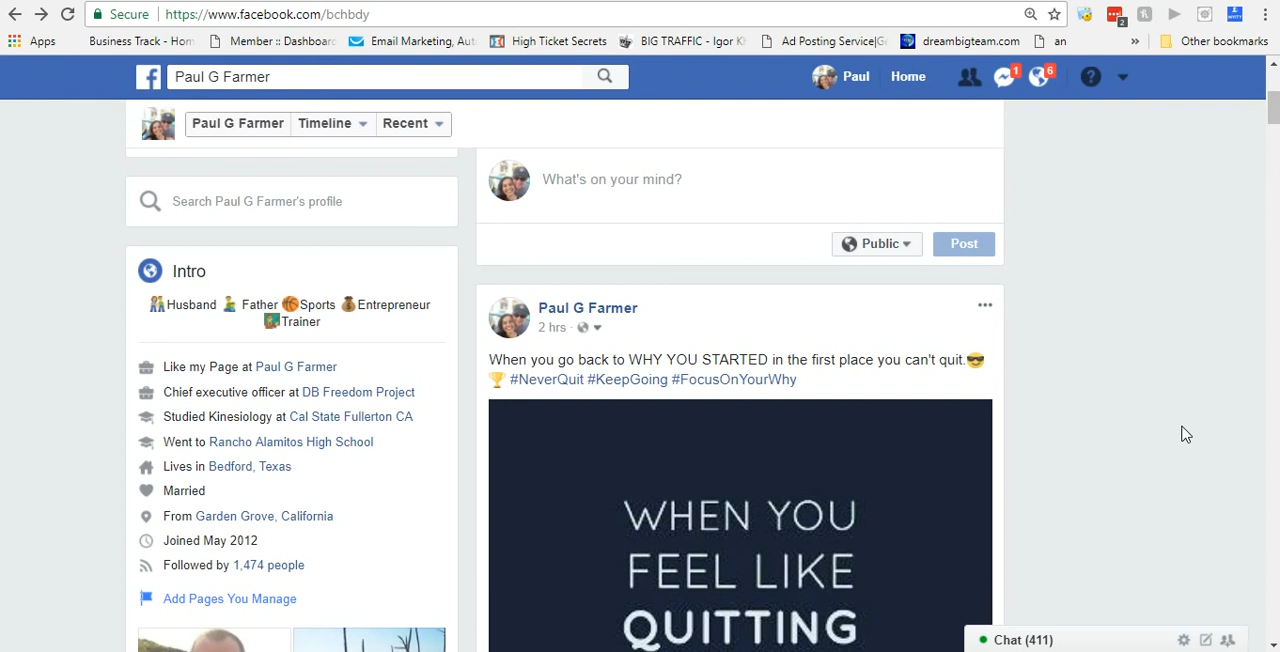 Secure https://www.facebook.com/bchbdy
Apps Business Track - Hom Member :: Dashboard Email Marketing, Aut High Ticket Secrets BIG TRAFFIC - Igor Kh Ad Posting Service|G dreambigteam.com an » Other bookmarks
Paul G Farmer Paul Home 1 6
Paul G Farmer Timeline Recent
What's on your mind?
Search Paul G Farmer's profile
Public Post
Intro
Husband Father Sports Entrepreneur
Trainer
Like my Page at Paul G Farmer
Chief executive officer at DB Freedom Project
Studied Kinesiology at Cal State Fullerton CA
Went to Rancho Alamitos High School
Lives in Bedford, Texas
Married
From Garden Grove, California
Joined May 2012
Followed by 1,474 people
Add Pages You Manage
Paul G Farmer
2 hrs ·
When you go back to WHY YOU STARTED in the first place you can't quit.😎
🏆 #NeverQuit #KeepGoing #FocusOnYourWhy
WHEN YOU
FEEL LIKE
QUITTING
Chat (411)